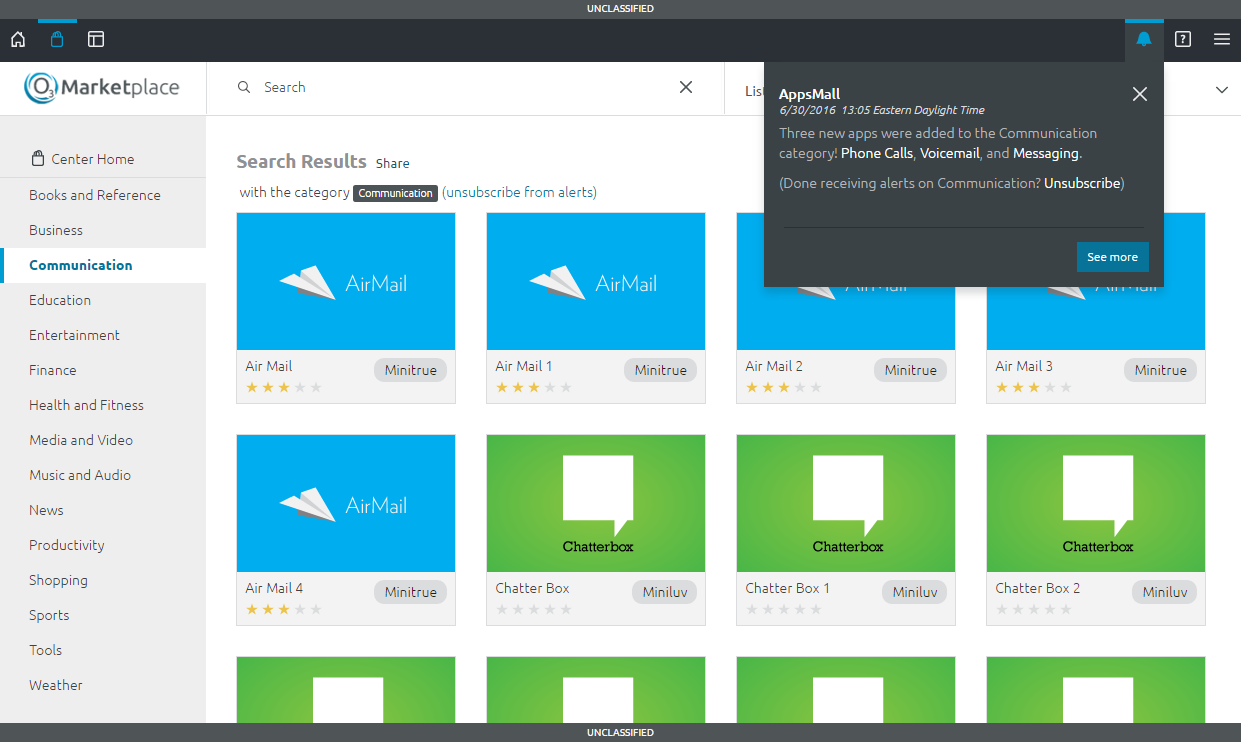 UNCLASSIFIED
O3 Marketplace
Search
List
AppsMall
6/30/2016 13:05 Eastern Daylight Time
Three new apps were added to the Communication
category! Phone Calls, Voicemail, and Messaging.
(Done receiving alerts on Communication? Unsubscribe)
See more
Center Home
Books and Reference
Business
Communication
Education
Entertainment
Finance
Health and Fitness
Media and Video
Music and Audio
News
Productivity
Shopping
Sports
Tools
Weather
Search Results Share
with the category Communication (unsubscribe from alerts)
AirMail
AirMail
AirMail
AirMail
Air Mail Minitrue
Air Mail 1 Minitrue
Air Mail 2 Minitrue
Air Mail 3 Minitrue
AirMail
Chatterbox
Chatterbox
Chatterbox
Air Mail 4 Minitrue
Chatter Box Miniluv
Chatter Box 1 Miniluv
Chatter Box 2 Miniluv
UNCLASSIFIED